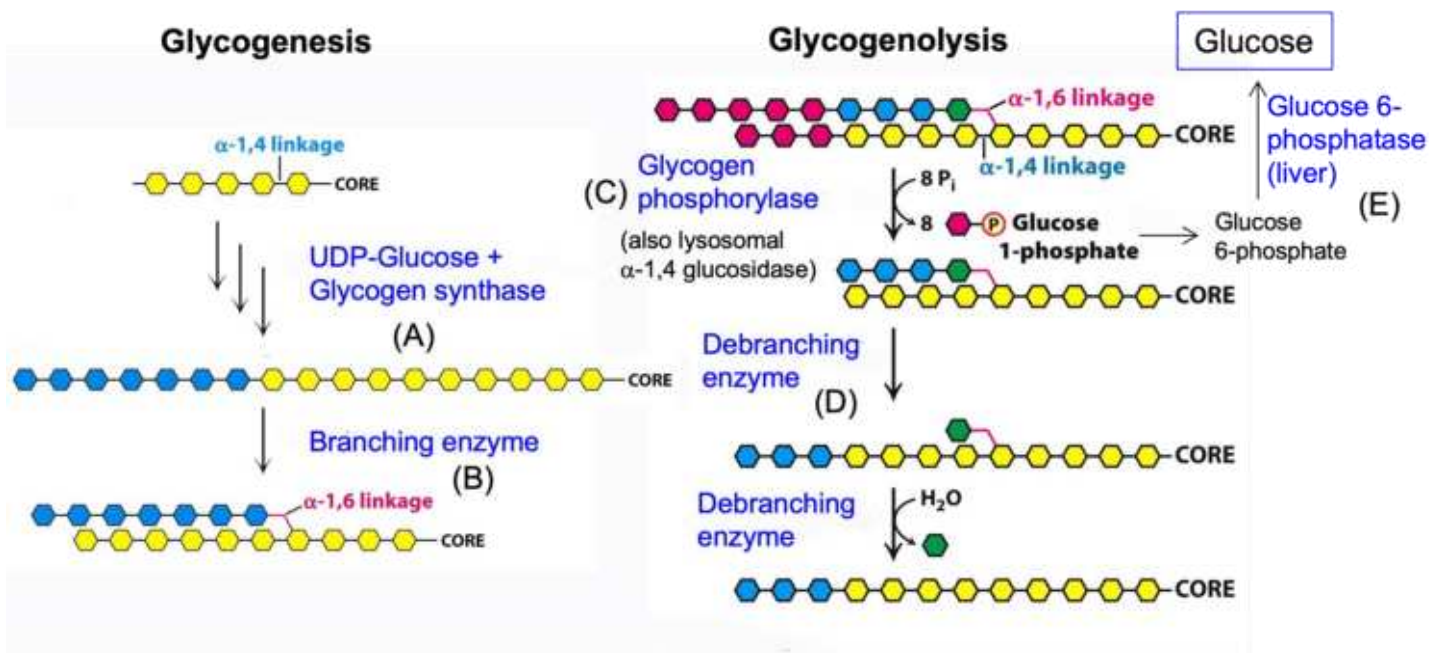 Glycogenesis
α-1,4 linkage
CORE
UDP-Glucose +
Glycogen synthase
(A)
CORE
Branching enzyme
(B)
α-1,6 linkage
CORE
Glycogenolysis
Glucose
α-1,6 linkage
CORE
α-1,4 linkage
Glucose 6-
phosphatase
(liver)
(E)
(C)
Glycogen
phosphorylase
(also lysosomal
α-1,4 glucosidase)
8 Pi
8
P
Glucose
1-phosphate
Glucose
6-phosphate
CORE
Debranching
enzyme
(D)
CORE
Debranching
enzyme
H₂O
CORE